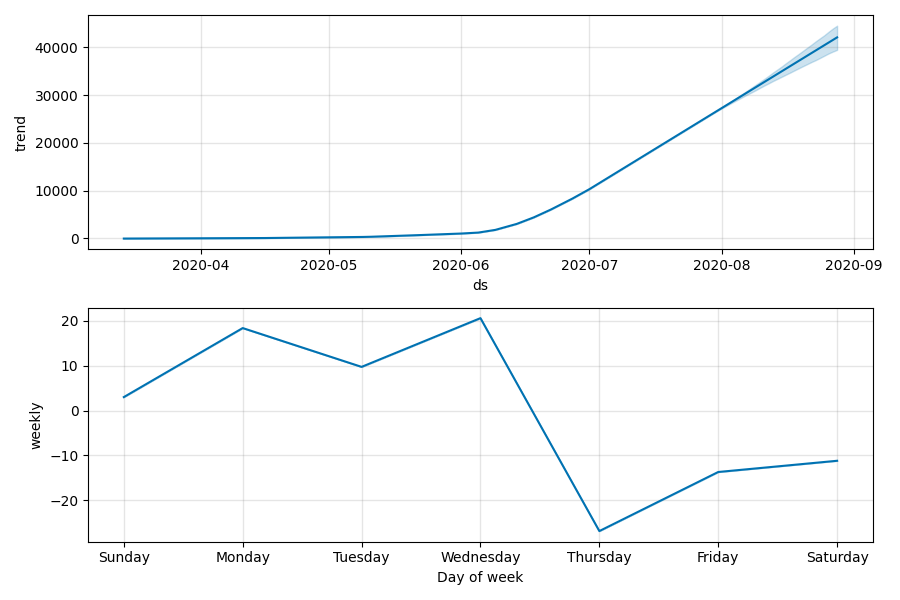 40000
30000
20000
10000
0
trend
2020-04 2020-05 2020-06 2020-07 2020-08 2020-09
ds
20
10
0
−10
−20
weekly
Sunday Monday Tuesday Wednesday Thursday Friday Saturday
Day of week